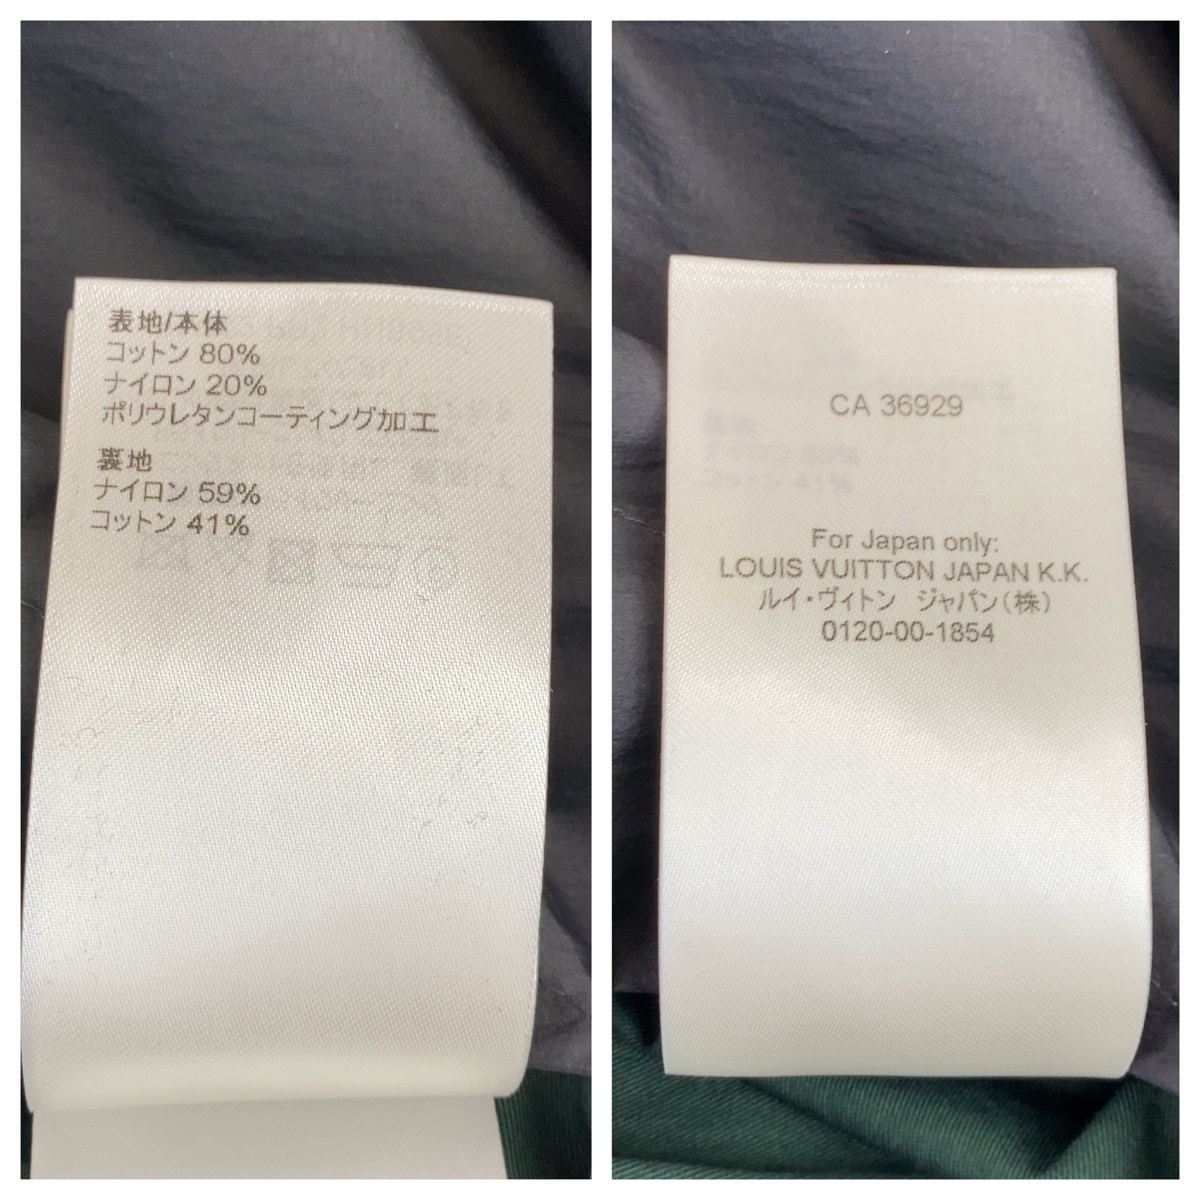 表地/本体
コットン 80%
ナイロン 20%
ポリウレタンコーティング加工
裏地
ナイロン 59%
コットン 41%
CA 36929
For Japan only:
LOUIS VUITTON JAPAN K.K.
ルイ・ヴィトン ジャパン(株)
0120-00-1854